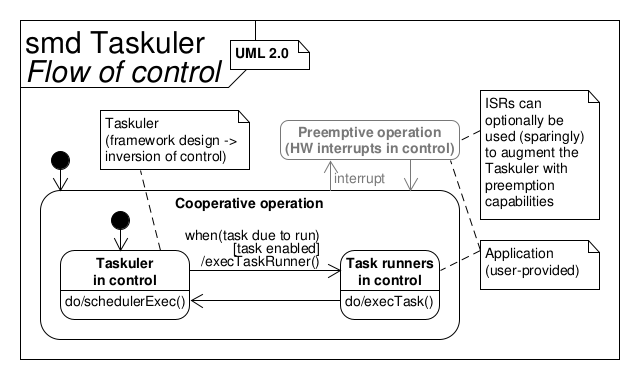 smd Taskuler
Flow of control
UML 2.0
Taskuler
(framework design ->
inversion of control)
Preemptive operation
(HW interrupts in control)
ISRs can
optionally be
used (sparingly)
to augment the
Taskuler with
preemption
capabilities
interrupt
Cooperative operation
when(task due to run)
[task enabled]
/execTaskRunner()
Taskuler
in control
do/schedulerExec()
Task runners
in control
do/execTask()
Application
(user-provided)